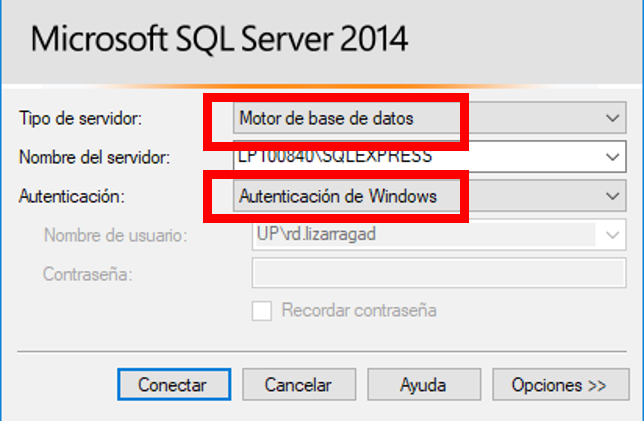 Microsoft SQL Server 2014
Tipo de servidor: Motor de base de datos
Nombre del servidor: LP100840\SQLEXPRESS
Autenticación: Autenticación de Windows
Nombre de usuario: UP\rd.lizarragad
Contraseña:
Recordar contraseña
Conectar Cancelar Ayuda Opciones >>